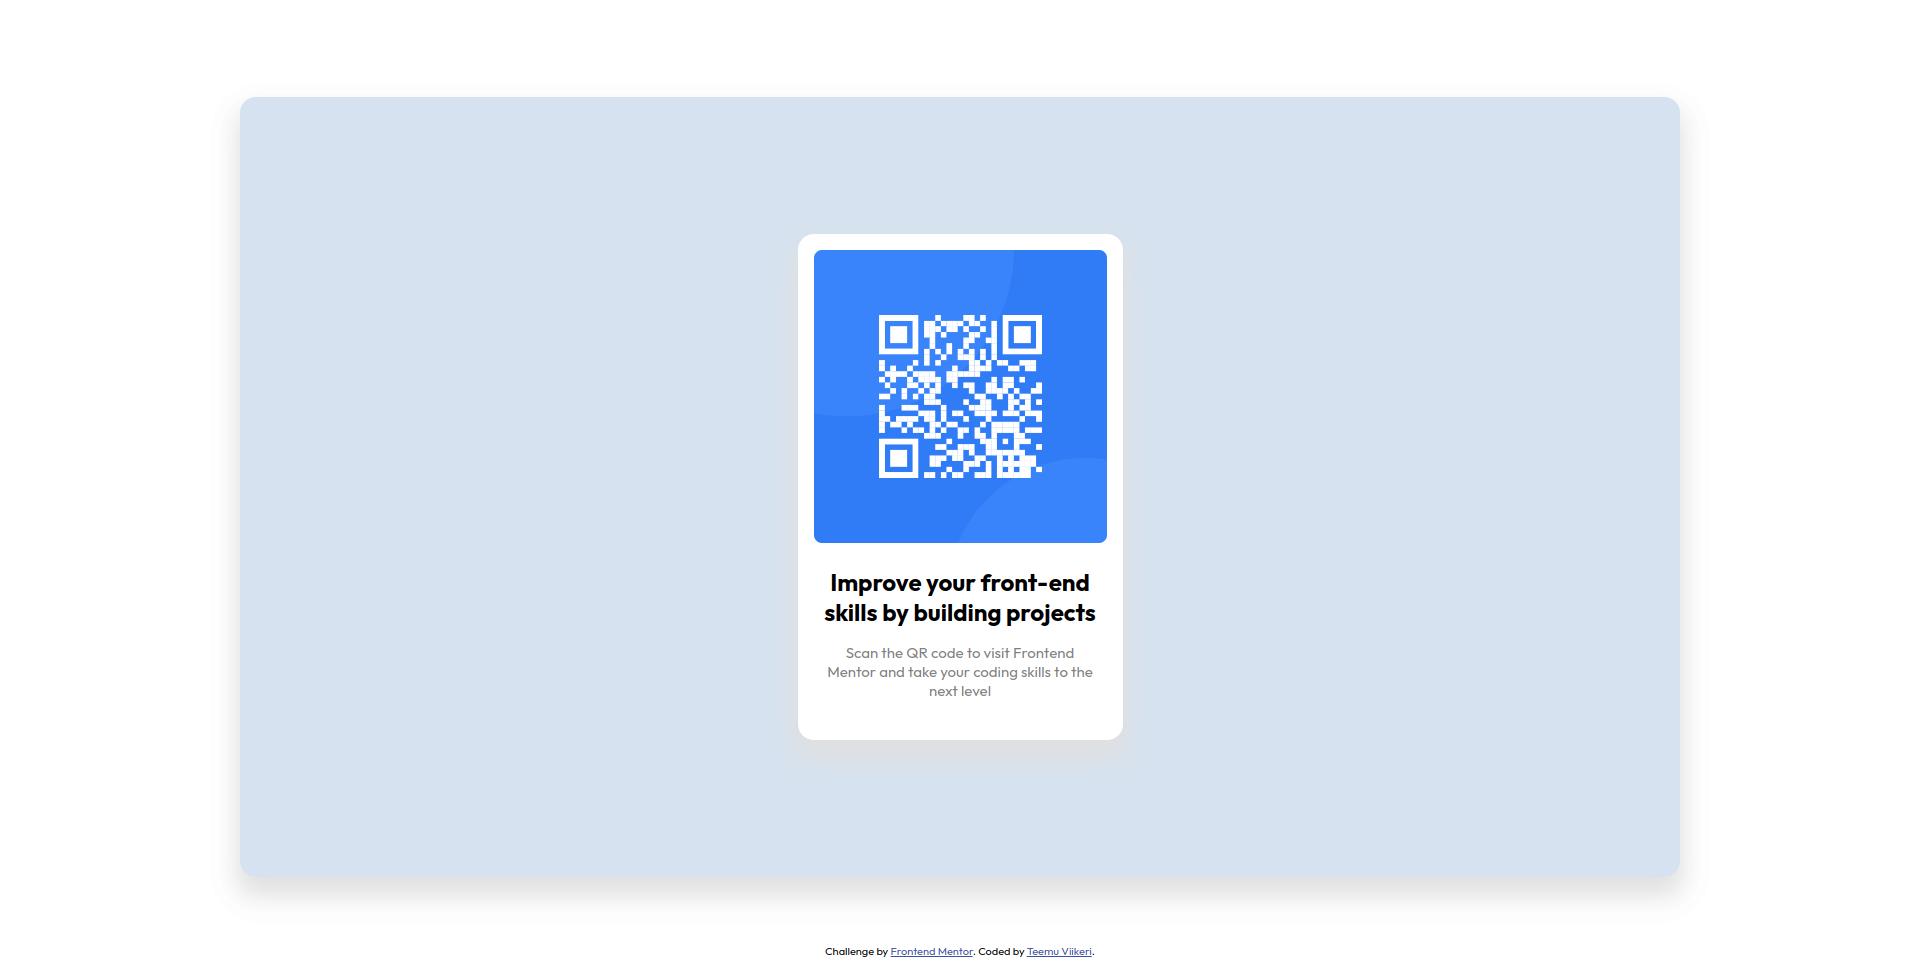 Improve your front-end
skills by building projects
Scan the QR code to visit Frontend
Mentor and take your coding skills to the
next level
Challenge by Frontend Mentor. Coded by Teemu Viikeri.